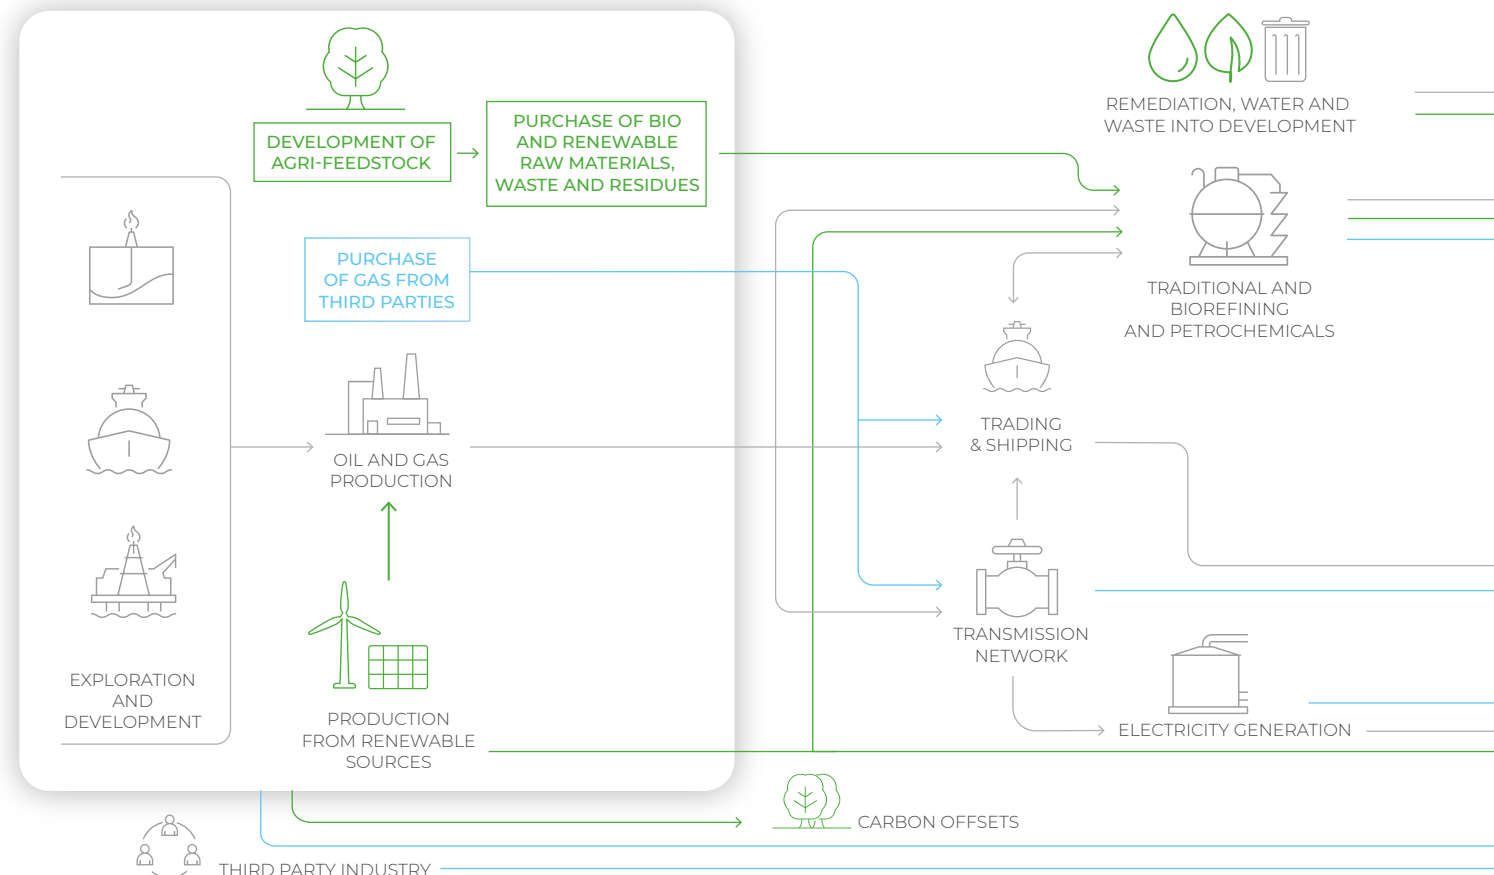 DEVELOPMENT OF
AGRI-FEEDSTOCK
PURCHASE OF BIO
AND RENEWABLE
RAW MATERIALS,
WASTE AND RESIDUES
PURCHASE
OF GAS FROM
THIRD PARTIES
OIL AND GAS
PRODUCTION
EXPLORATION
AND
DEVELOPMENT
PRODUCTION
FROM RENEWABLE
SOURCES
REMEDIATION, WATER AND
WASTE INTO DEVELOPMENT
TRADITIONAL AND
BIOREFINING
AND PETROCHEMICALS
TRADING
& SHIPPING
TRANSMISSION
NETWORK
ELECTRICITY GENERATION
CARBON OFFSETS
THIRD PARTY INDUSTRY